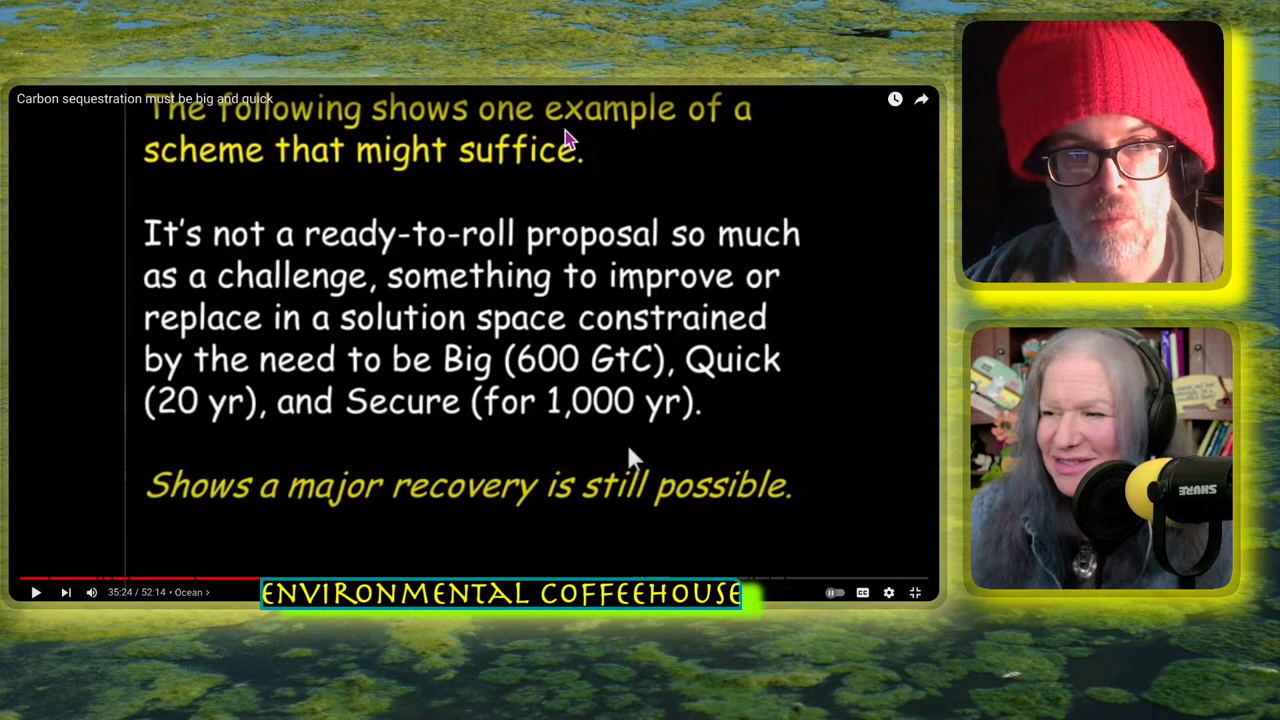 Carbon sequestration must be big and quick
The following shows one example of a
scheme that might suffice.
It's not a ready-to-roll proposal so much
as a challenge, something to improve or
replace in a solution space constrained
by the need to be Big (600 GtC), Quick
(20 yr), and Secure (for 1,000 yr).
Shows a major recovery is still possible.
35:24 / 52:14 • Ocean >
CC
ENVIRONMENTAL COFFEEHOUSE
SHURE